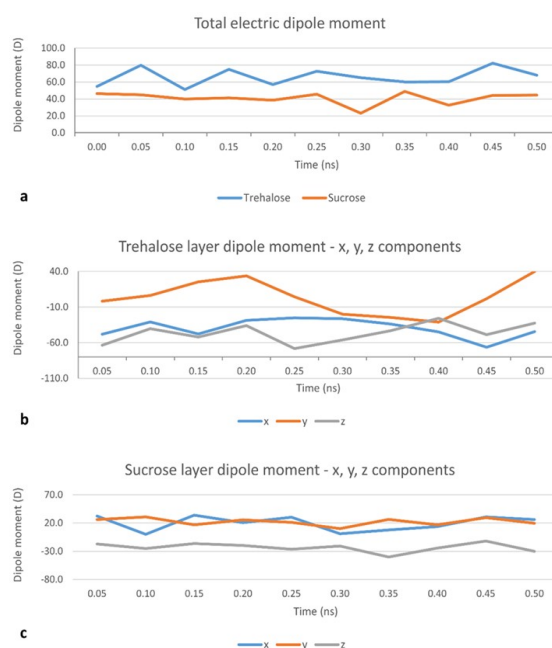 Total electric dipole moment
Dipole moment (D)
100.0
80.0
60.0
40.0
20.0
0.0
0.00 0.05 0.10 0.15 0.20 0.25 0.30 0.35 0.40 0.45 0.50
Time (ns)
Trehalose Sucrose
a
Trehalose layer dipole moment - x, y, z components
Dipole moment (D)
40.0
-10.0
-60.0
-110.0
0.05 0.10 0.15 0.20 0.25 0.30 0.35 0.40 0.45 0.50
Time (ns)
x y z
b
Sucrose layer dipole moment - x, y, z components
Dipole moment (D)
70.0
20.0
-30.0
-80.0
0.05 0.10 0.15 0.20 0.25 0.30 0.35 0.40 0.45 0.50
Time (ns)
x y z
c